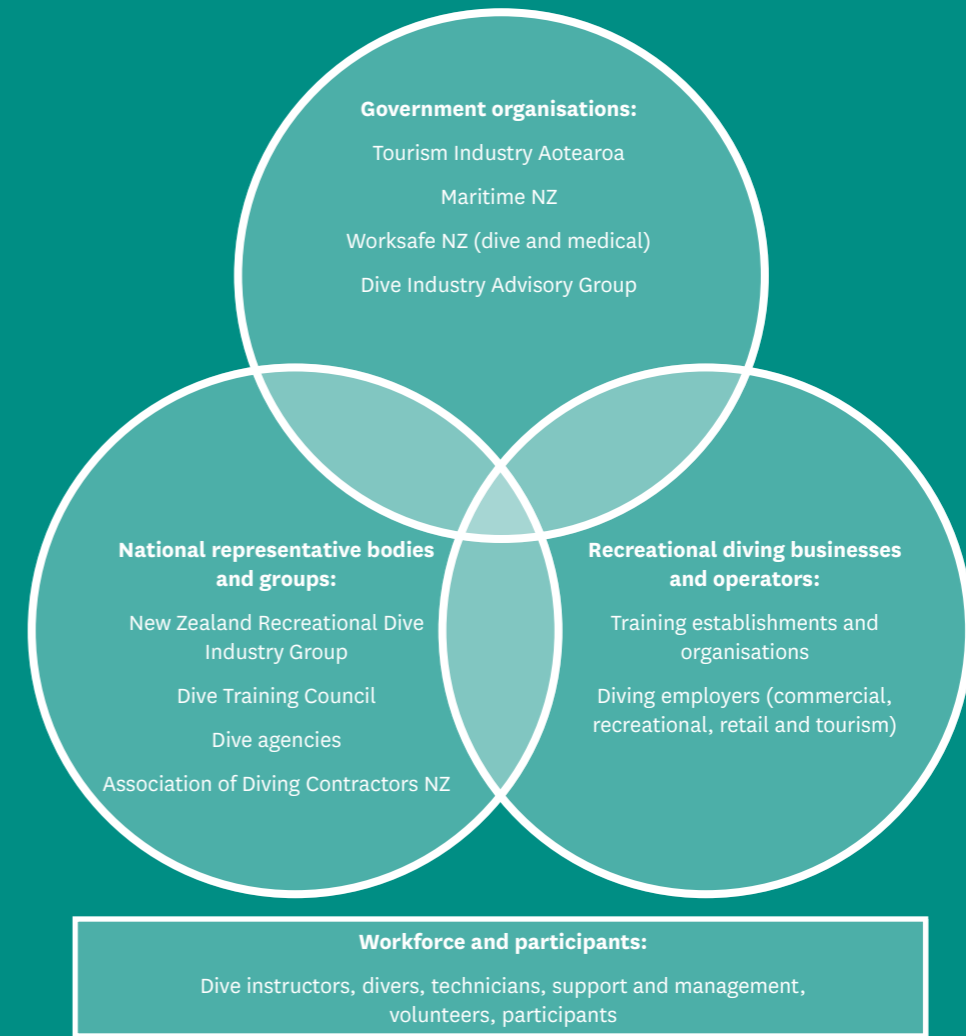 Government organisations:
Tourism Industry Aotearoa
Maritime NZ
Worksafe NZ (dive and medical)
Dive Industry Advisory Group
National representative bodies
and groups:
New Zealand Recreational Dive
Industry Group
Dive Training Council
Dive agencies
Association of Diving Contractors NZ
Recreational diving businesses
and operators:
Training establishments and
organisations
Diving employers (commercial,
recreational, retail and tourism)
Workforce and participants:
Dive instructors, divers, technicians, support and management,
volunteers, participants